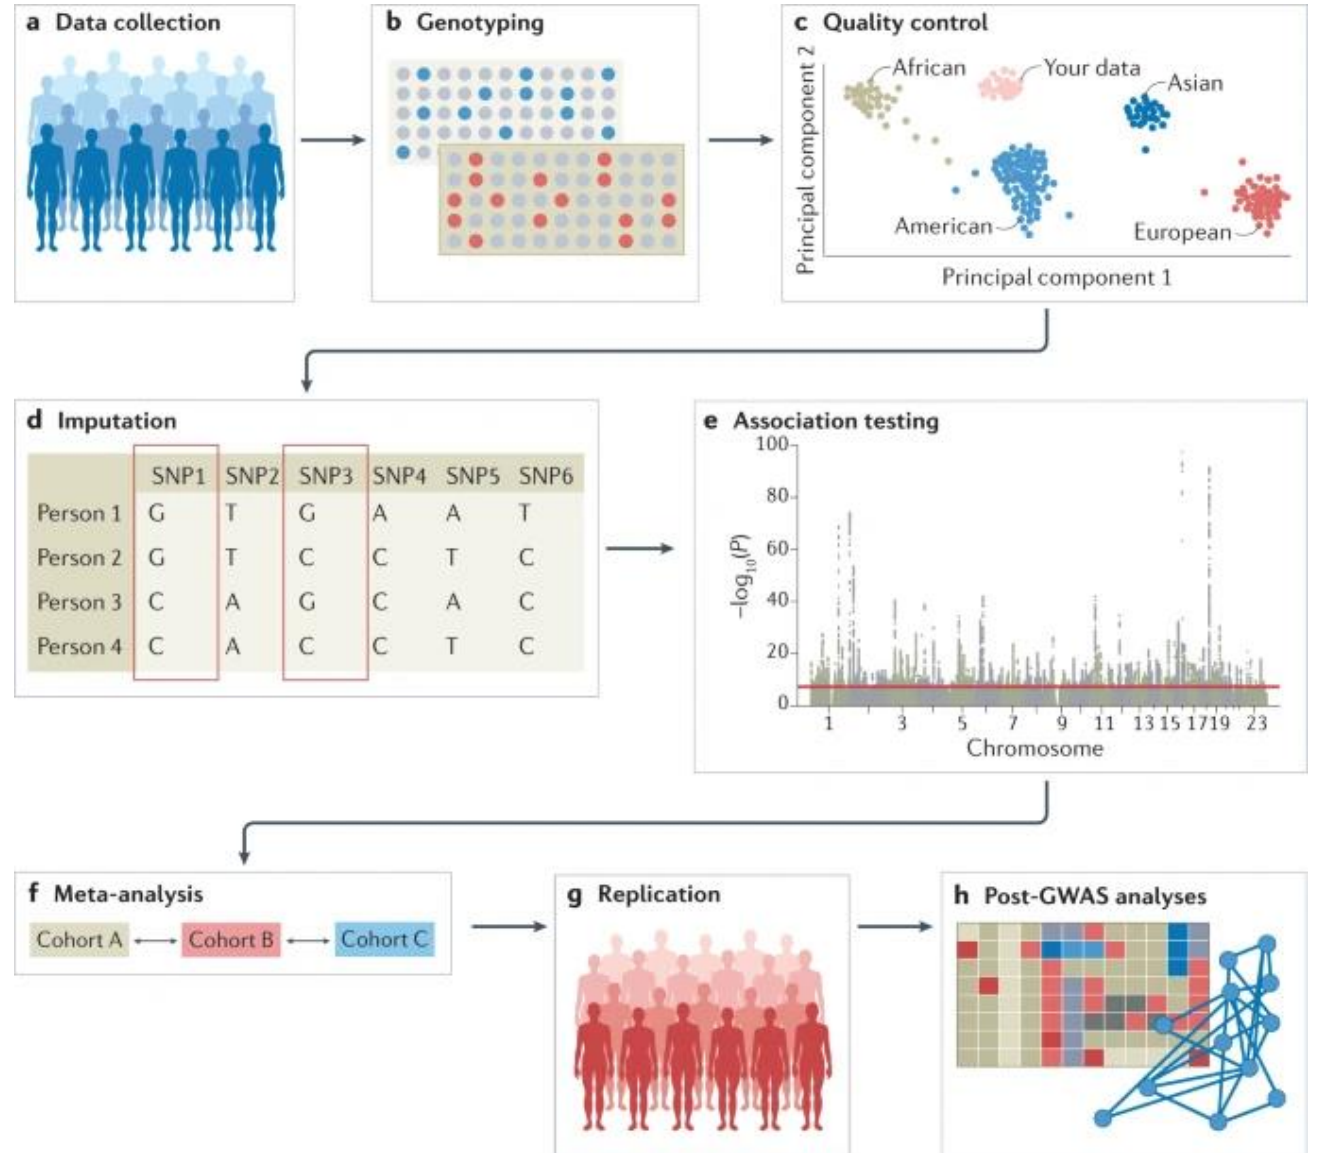 a Data collection
b Genotyping
c Quality control
Principal component 2
African
Your data
Asian
American
European
Principal component 1
d Imputation
SNP1 SNP2 SNP3 SNP4 SNP5 SNP6
Person 1 G T G A A T
Person 2 G T C C T C
Person 3 C A G C A C
Person 4 C A C C T C
e Association testing
100
80
60
40
20
0
–log10(P)
1 3 5 7 9 11 13 15 17 19 23
Chromosome
f Meta-analysis
Cohort A Cohort B Cohort C
g Replication
h Post-GWAS analyses